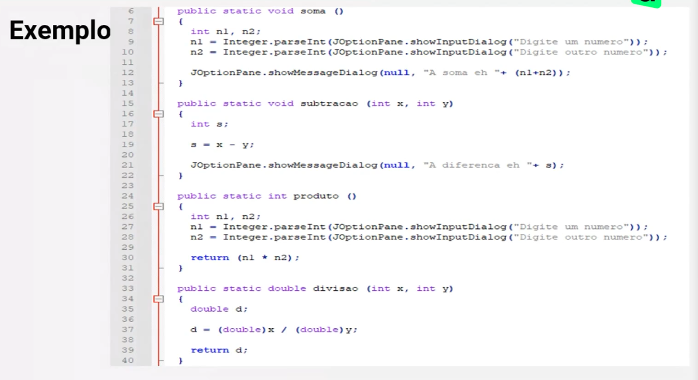 Exemplo
6 public static void soma ()
7 {
8 int n1, n2;
9 n1 = Integer.parseInt(JOptionPane.showInputDialog("Digite um numero"));
10 n2 = Integer.parseInt(JOptionPane.showInputDialog("Digite outro numero"));
11
12 JOptionPane.showMessageDialog(null, "A soma eh "+ (n1+n2));
13 }
14
15 public static void subtracao (int x, int y)
16 {
17 int s;
18
19 s = x - y;
20
21 JOptionPane.showMessageDialog(null, "A diferenca eh "+ s);
22 }
23
24 public static int produto ()
25 {
26 int n1, n2;
27 n1 = Integer.parseInt(JOptionPane.showInputDialog("Digite um numero"));
28 n2 = Integer.parseInt(JOptionPane.showInputDialog("Digite outro numero"));
29
30 return (n1 * n2);
31 }
32
33 public static double divisao (int x, int y)
34 {
35 double d;
36
37 d = (double)x / (double)y;
38
39 return d;
40 }